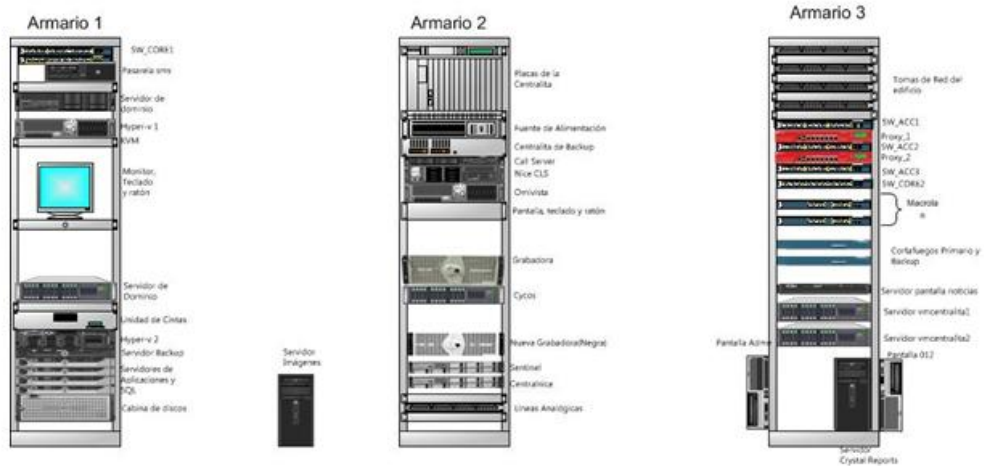 Armario 1
SW_CORE1
Pasarela sms
Servidor de
dominio
Hyper-v 1
KVM
Monitor,
Teclado
y ratón
Servidor de
Dominio
Unidad de Cintas
Hyper-v 2
Servidor Backup
Servidores de
Aplicaciones y
SQL
Cabina de discos
Servidor
Imágenes
Armario 2
Placas de la
Centralita
Fuente de Alimentación
Centralita de Backup
Call Server
Nice CLS
Omivista
Pantalla, teclado y ratón
Grabadora
Cycos
Nueva Grabadora(Negra)
Sentinel
Centralnice
Líneas Analógicas
Armario 3
Tomas de Red del
edificio
SW_ACC1
Proxy_1
SW_ACC2
Proxy_2
SW_ACC3
SW_CORE2
Macrola
n
Cortafuegos Primario y
Backup
Servidor pantalla noticias
Servidor vmcentralita1
Servidor vmcentralita2
Pantalla Admin
Pantalla 012
Servidor
Crystal Reports